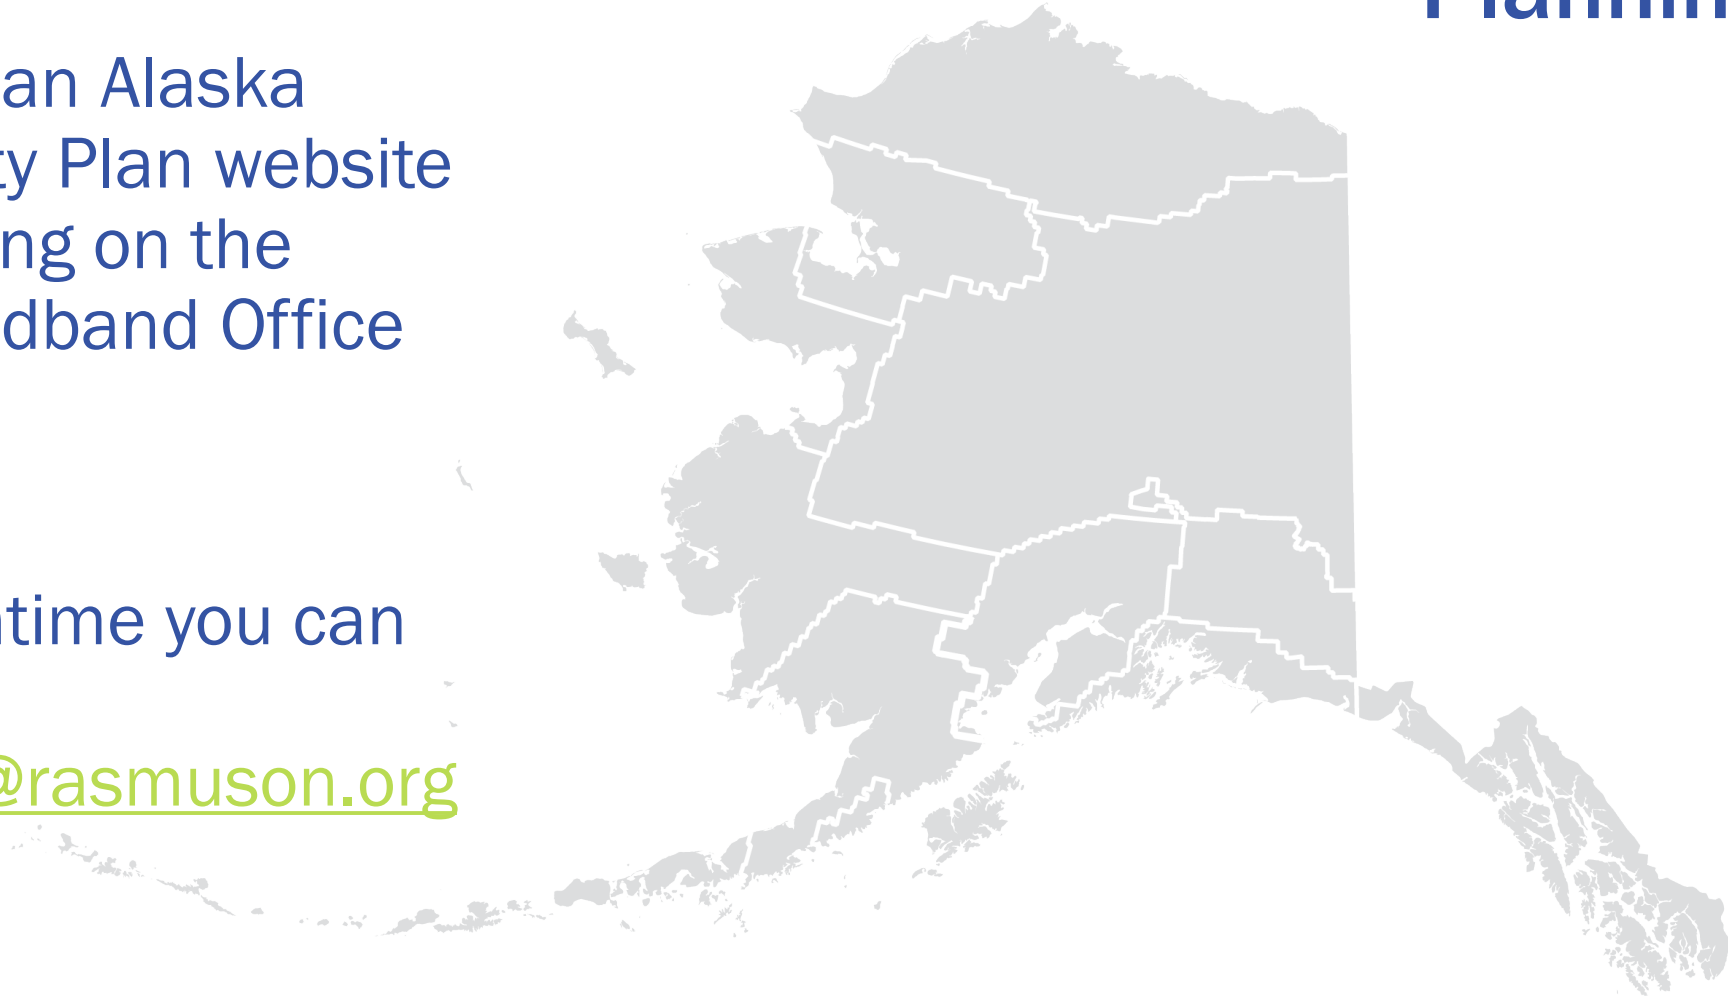 an Alaska
ty Plan website
ng on the
dband Office
time you can
@rasmuson.org